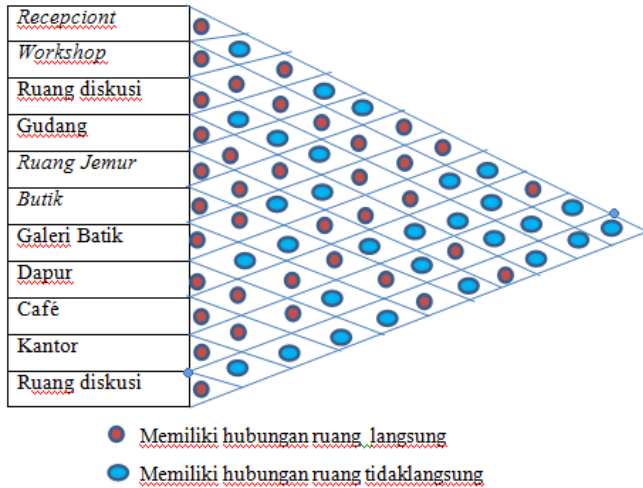 Recepciont
Workshop
Ruang diskusi
Gudang
Ruang Jemur
Butik
Galeri Batik
Dapur
Café
Kantor
Ruang diskusi
Memiliki hubungan ruang langsung
Memiliki hubungan ruang tidaklangsung